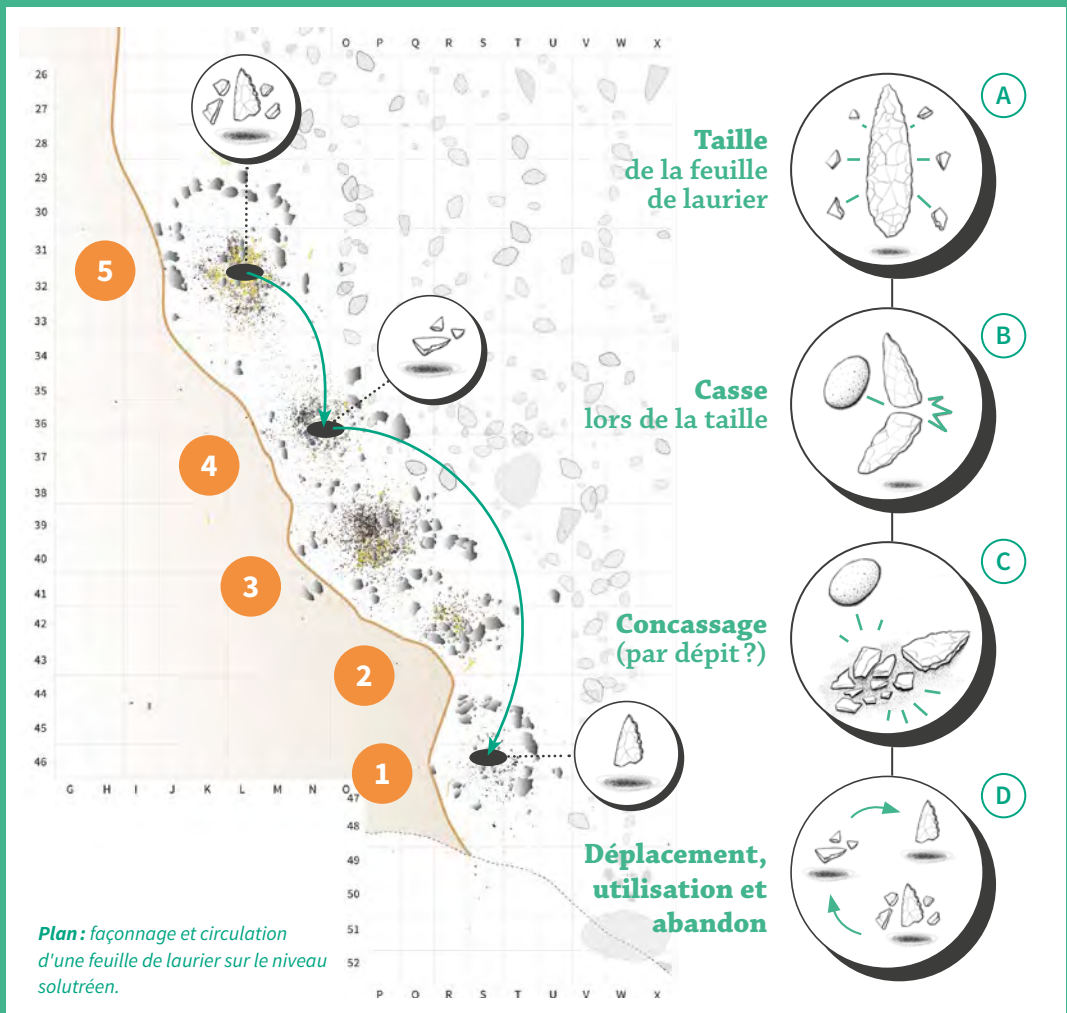 O P Q R S T U V W X
26
27
28
29
30
31
32
33
34
35
36
37
38
39
40
41
42
43
44
45
46
G H I J K L M N O
47
48
49
50
51
52
P Q R S T U V W X
5
4
3
2
1
Plan : façonnage et circulation
d'une feuille de laurier sur le niveau
solutréen.
A
Taille
de la feuille
de laurier
B
Casse
lors de la taille
C
Concassage
(par dépit ?)
D
Déplacement,
utilisation et
abandon